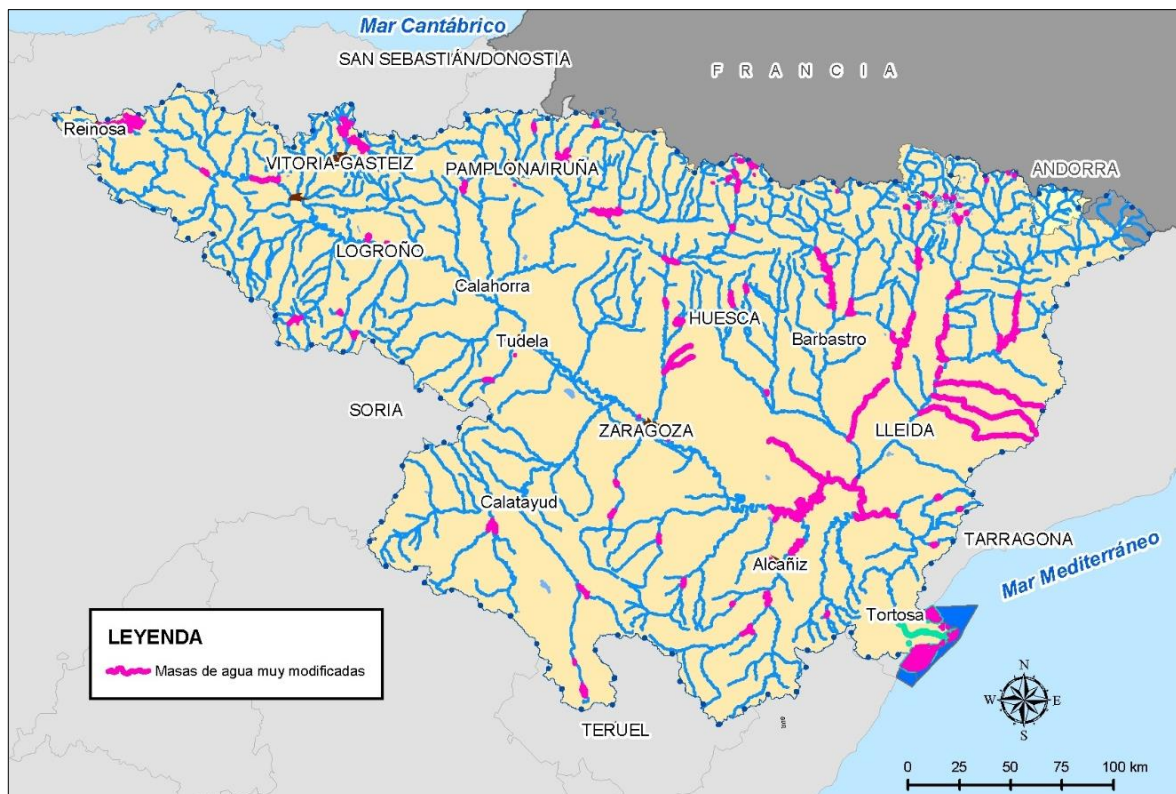 Mar Cantábrico
SAN SEBASTIÁN/DONOSTIA
FRANCIA
Reinosa
VITORIA-GASTEIZ
PAMPLONA/IRUÑA
ANDORRA
LOGROÑO
Calahorra
HUESCA
Tudela
Barbastro
SORIA
ZARAGOZA
LLEIDA
Calatayud
TARRAGONA
Alcañiz
Mar Mediterráneo
Tortosa
LEYENDA
Masas de agua muy modificadas
TERUEL
N
W E
S
0 25 50 75 100 km